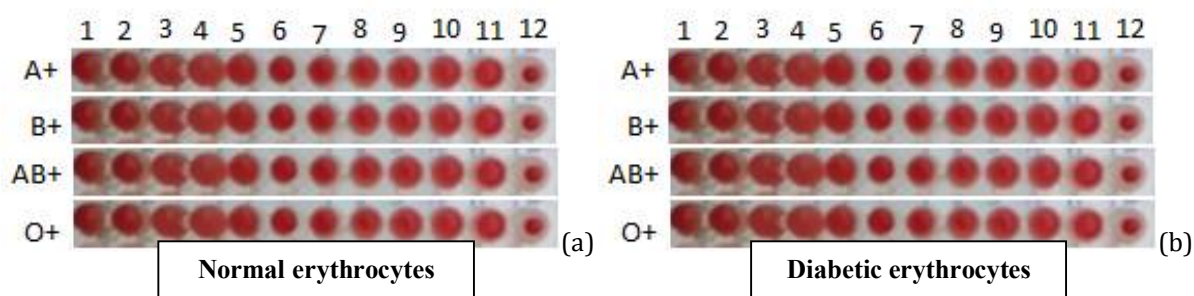 1 2 3 4 5 6 7 8 9 10 11 12
A+
B+
AB+
O+
(a)
Normal erythrocytes
1 2 3 4 5 6 7 8 9 10 11 12
A+
B+
AB+
O+
(b)
Diabetic erythrocytes